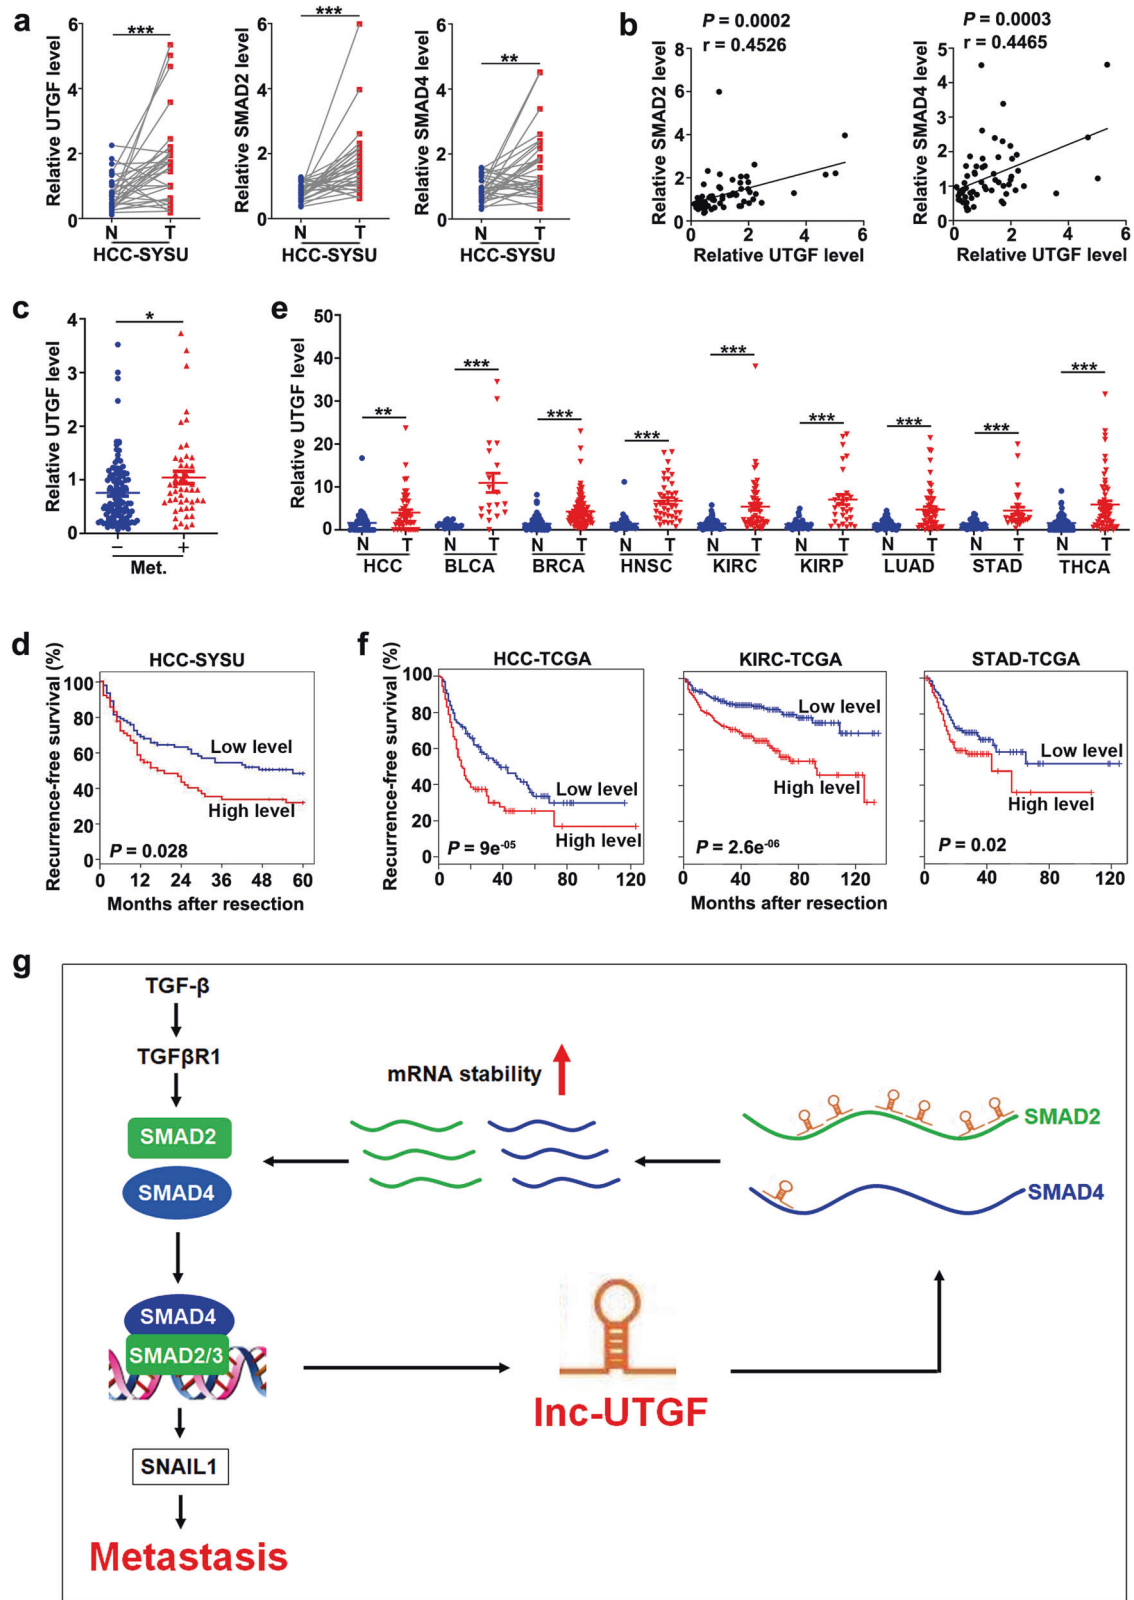 a
Relative UTGF level
6
4
2
0
***
N T
HCC-SYSU
Relative SMAD2 level
6
4
2
0
***
N T
HCC-SYSU
Relative SMAD4 level
6
4
2
0
**
N T
HCC-SYSU
b
P = 0.0002
r = 0.4526
Relative SMAD2 level
8
6
4
2
0
0 2 4 6
Relative UTGF level
P = 0.0003
r = 0.4465
Relative SMAD4 level
5
4
3
2
1
0
0 2 4 6
Relative UTGF level
c
Relative UTGF level
4
3
2
1
0
*
– +
Met.
e
Relative UTGF level
50
40
30
20
10
0
** *** *** *** *** *** *** *** ***
N T N T N T N T N T N T N T N T N T
HCC BLCA BRCA HNSC KIRC KIRP LUAD STAD THCA
d
HCC-SYSU
Recurrence-free survival (%)
100
80
60
40
20
0
Low level
High level
P = 0.028
0 12 24 36 48 60
Months after resection
f
Recurrence-free survival (%)
HCC-TCGA
100
80
60
40
20
0
Low level
High level
P = 9e-05
0 40 80 120
KIRC-TCGA
Low level
High level
P = 2.6e-06
0 40 80 120
Months after resection
STAD-TCGA
Low level
High level
P = 0.02
0 40 80 120
g
TGF-β
TGFβR1
SMAD2
SMAD4
mRNA stability
SMAD2
SMAD4
SMAD4
SMAD2/3
lnc-UTGF
SNAIL1
Metastasis